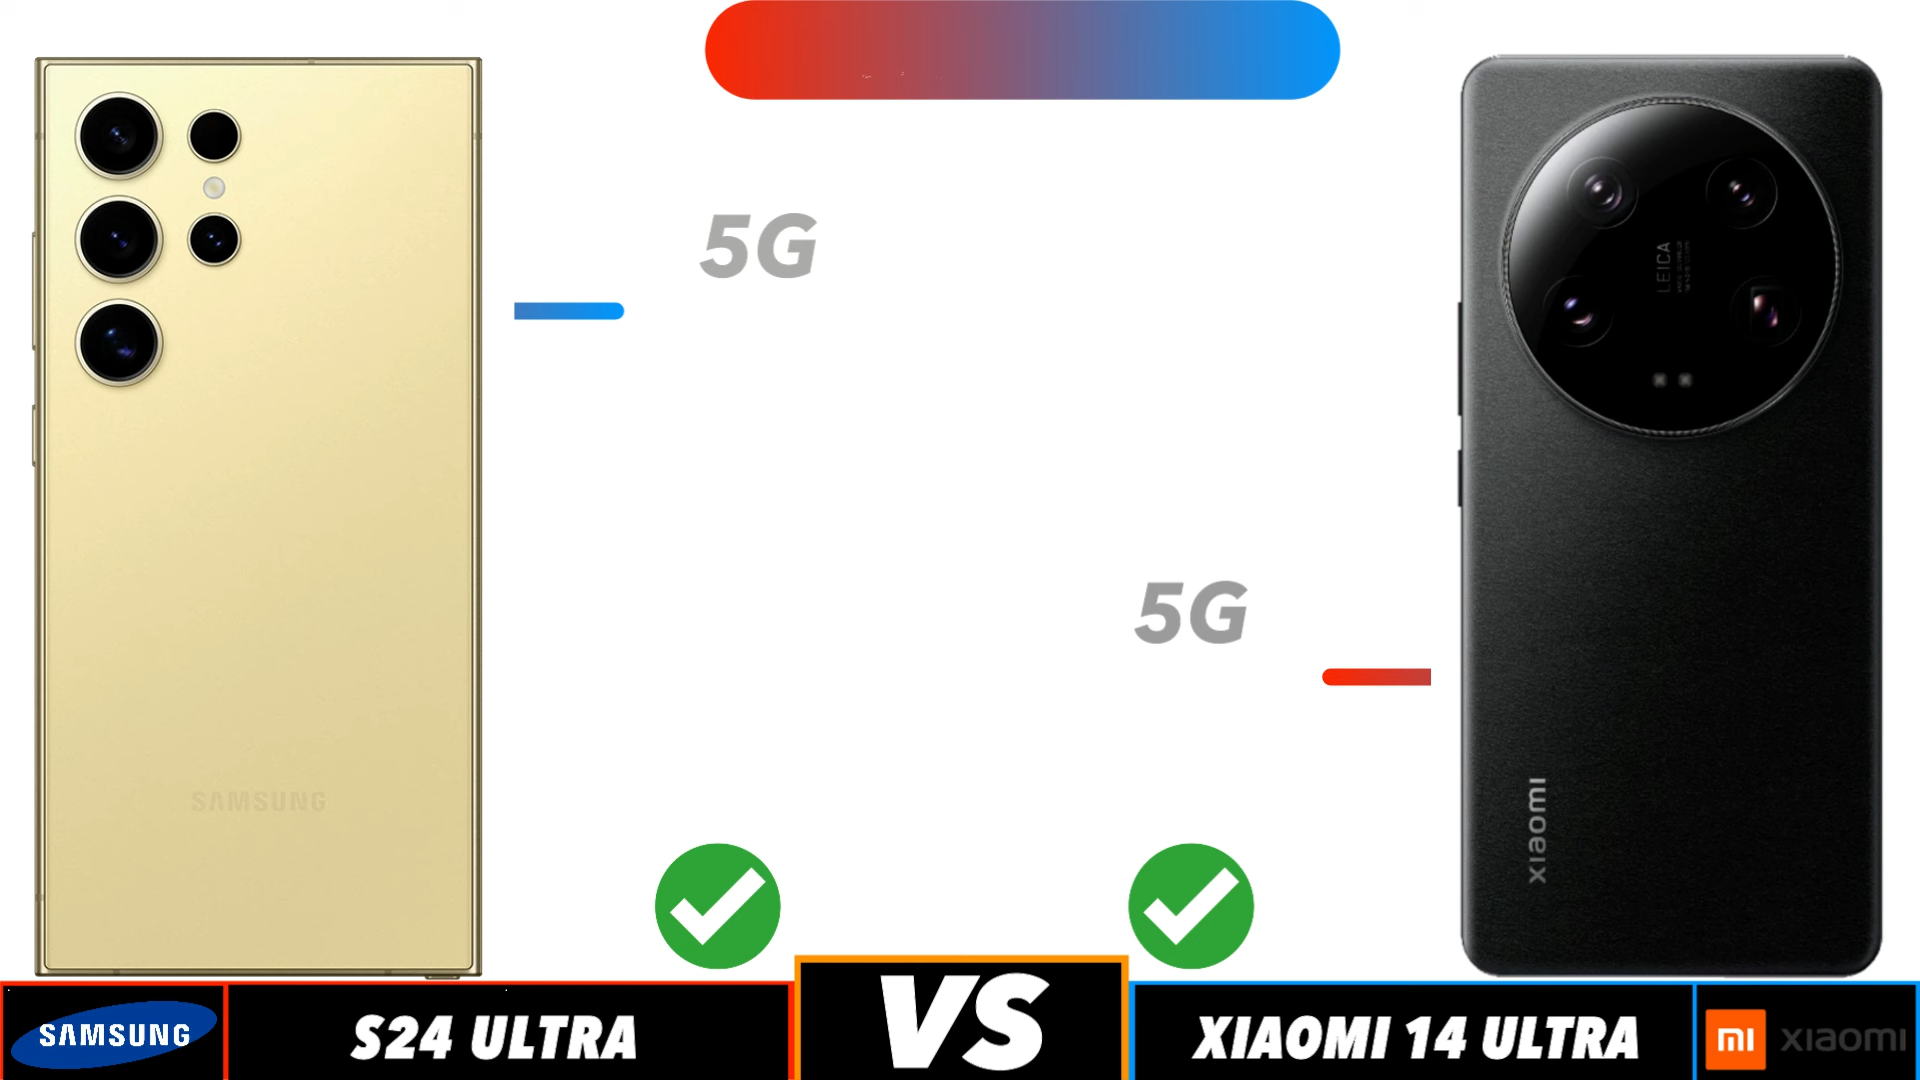 5G
5G
LEICA
SAMSUNG
xiaomi
SAMSUNG
S24 ULTRA
VS
XIAOMI 14 ULTRA
mi
xiaomi